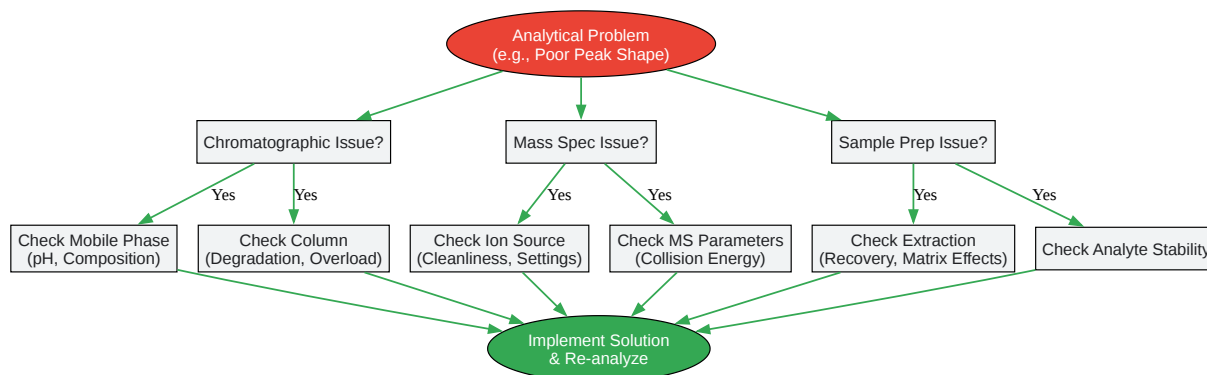 Analytical Problem
(e.g., Poor Peak Shape)
Chromatographic Issue?
Mass Spec Issue?
Sample Prep Issue?
Yes
Yes
Yes
Yes
Yes
Yes
Check Mobile Phase
(pH, Composition)
Check Column
(Degradation, Overload)
Check Ion Source
(Cleanliness, Settings)
Check MS Parameters
(Collision Energy)
Check Extraction
(Recovery, Matrix Effects)
Check Analyte Stability
Implement Solution
& Re-analyze